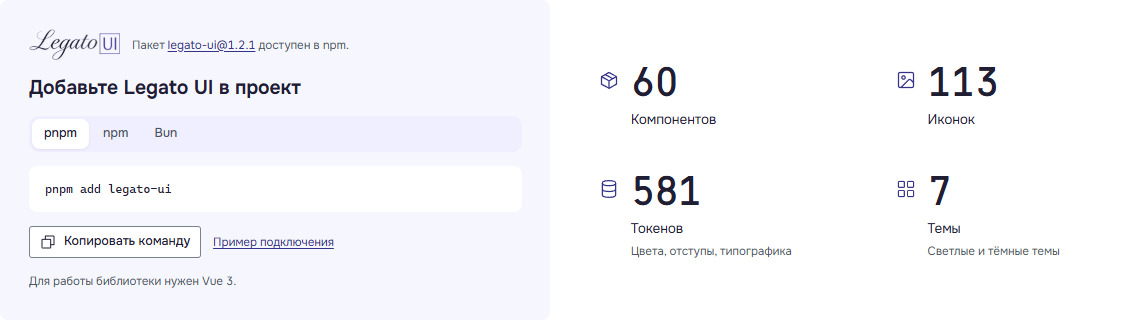 Legato UI
Пакет legato-ui@1.2.1 доступен в npm.
Добавьте Legato UI в проект
pnpm npm Bun
pnpm add legato-ui
Копировать команду Пример подключения
Для работы библиотеки нужен Vue 3.
60
Компонентов
113
Иконок
581
Токенов
Цвета, отступы, типографика
7
Темы
Светлые и тёмные темы